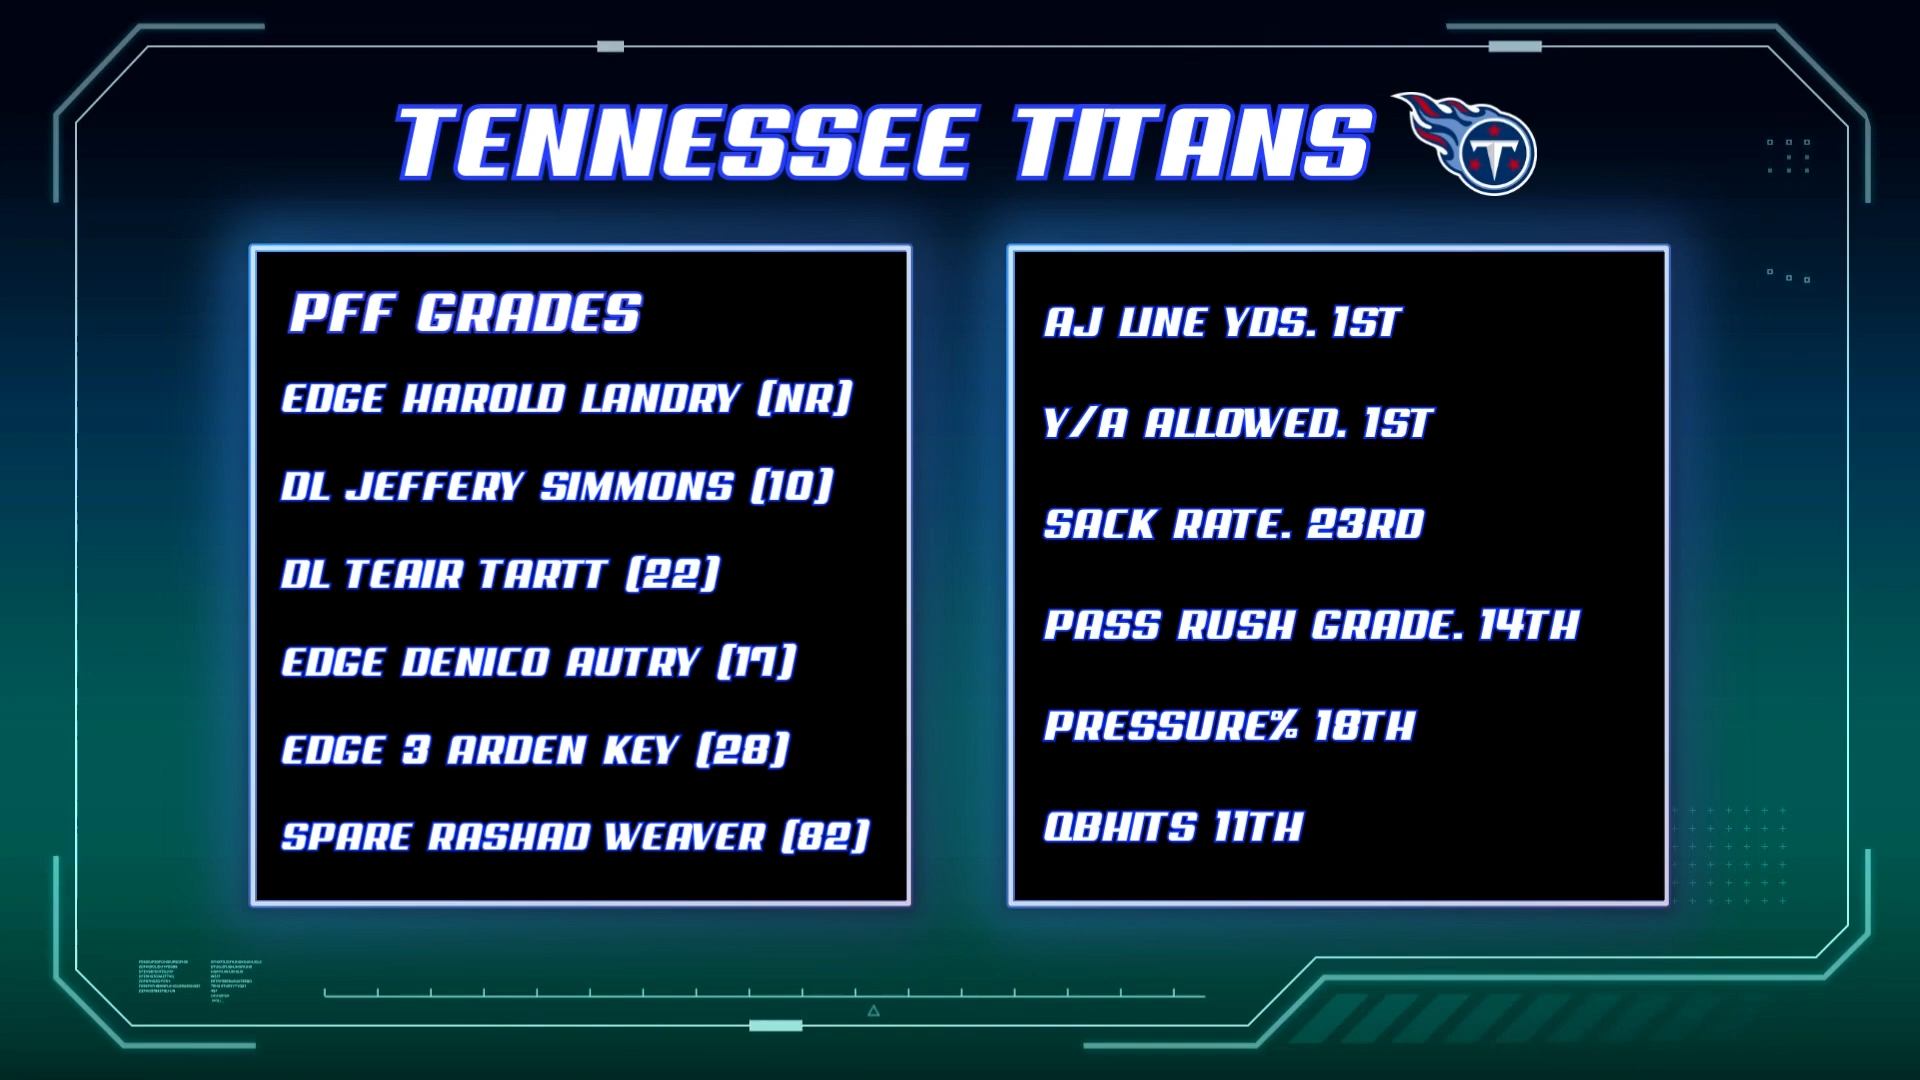 TENNESSEE TITANS
PFF GRADES
EDGE HAROLD LANDRY (NR)
DL JEFFERY SIMMONS (10)
DL TEAIR TARTT (22)
EDGE DENICO AUTRY (17)
EDGE 3 ARDEN KEY (28)
SPARE RASHAD WEAVER (82)
AJ LINE YDS. 1ST
Y/A ALLOWED. 1ST
SACK RATE. 23RD
PASS RUSH GRADE. 14TH
PRESSURE% 18TH
QBHITS 11TH